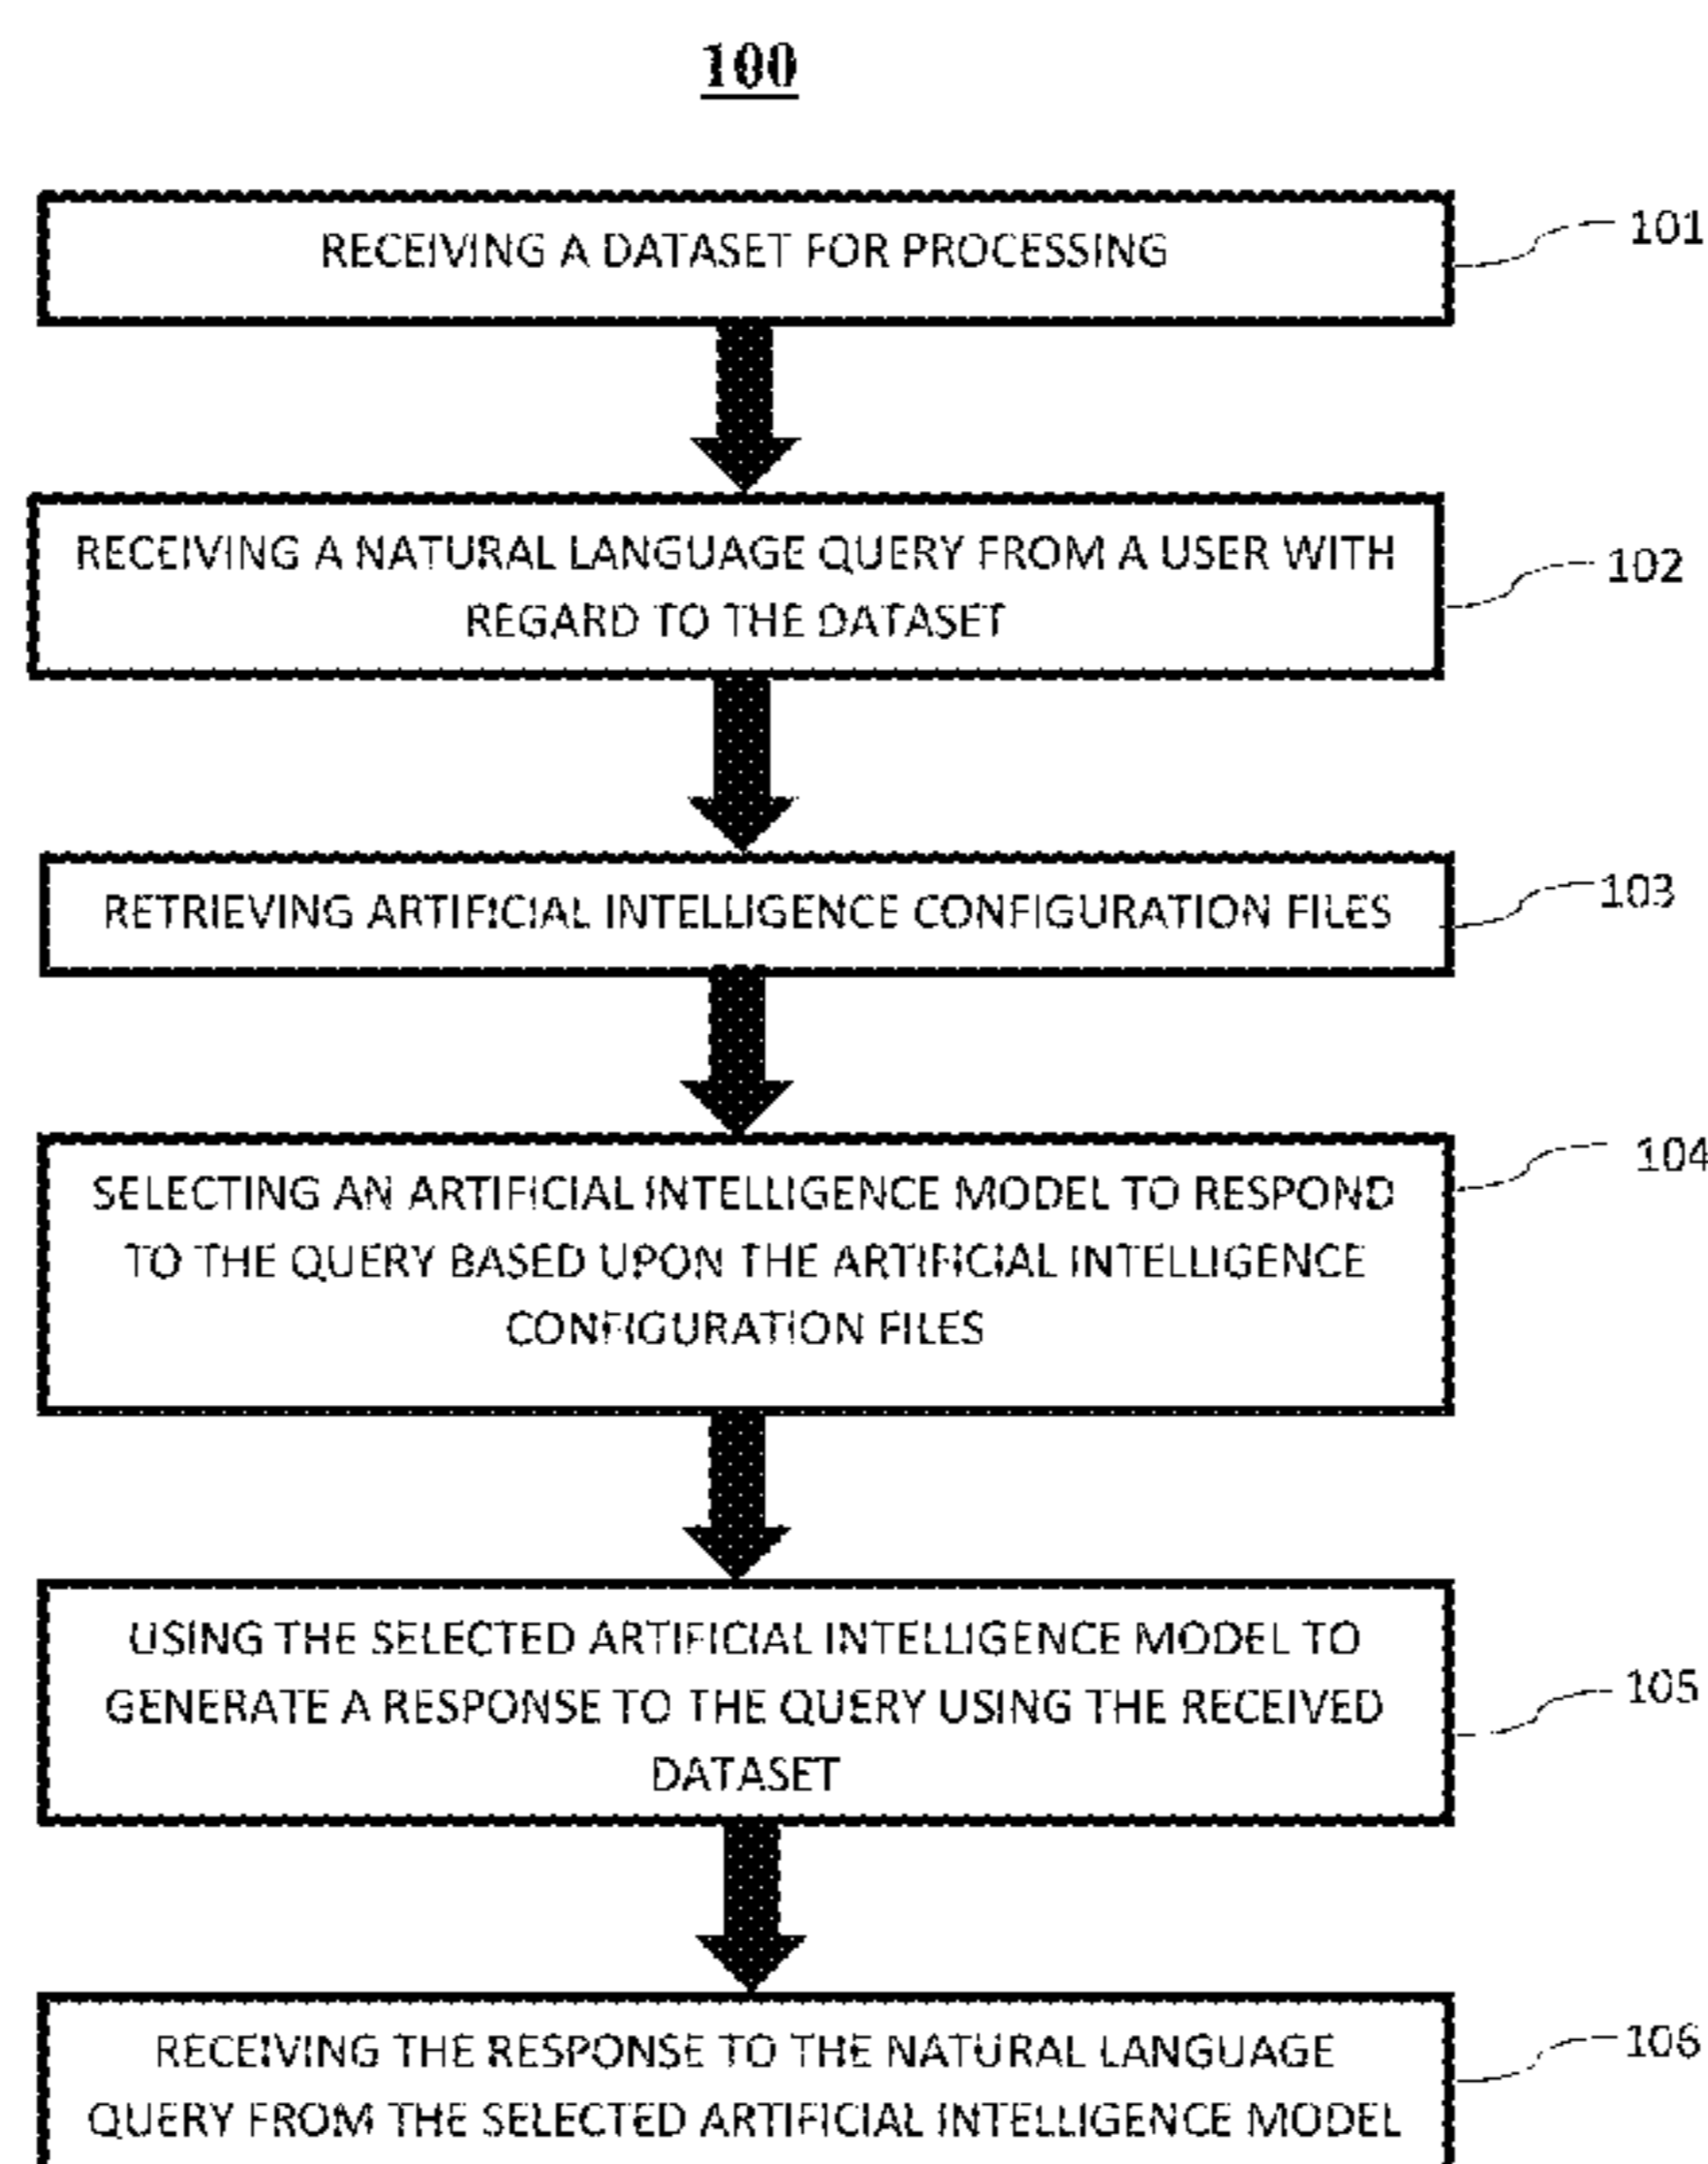 100
RECEIVING A DATASET FOR PROCESSING
101
RECEIVING A NATURAL LANGUAGE QUERY FROM A USER WITH
REGARD TO THE DATASET
102
RETRIEVING ARTIFICIAL INTELLIGENCE CONFIGURATION FILES
103
SELECTING AN ARTIFICIAL INTELLIGENCE MODEL TO RESPOND
TO THE QUERY BASED UPON THE ARTIFICIAL INTELLIGENCE
CONFIGURATION FILES
104
USING THE SELECTED ARTIFICIAL INTELLIGENCE MODEL TO
GENERATE A RESPONSE TO THE QUERY USING THE RECEIVED
DATASET
105
RECEIVING THE RESPONSE TO THE NATURAL LANGUAGE
QUERY FROM THE SELECTED ARTIFICIAL INTELLIGENCE MODEL
106